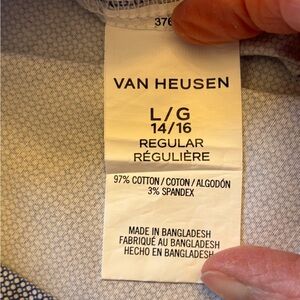 376
VAN HEUSEN
L/G
14/16
REGULAR
RÉGULIÈRE
97% COTTON/COTON/ALGODÓN
3% SPANDEX
MADE IN BANGLADESH
FABRIQUÉ AU BANGLADESH
HECHO EN BANGLADESH